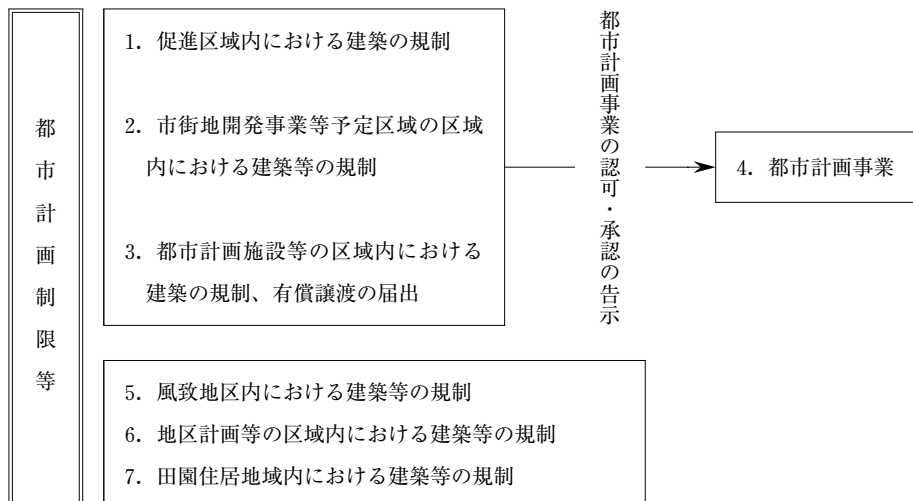 都市計画制限等
1．促進区域内における建築の規制
2．市街地開発事業等予定区域の区域
内における建築等の規制
3．都市計画施設等の区域内における
建築の規制、有償譲渡の届出
都市計画事業の認可・承認の告示
4．都市計画事業
5．風致地区内における建築等の規制
6．地区計画等の区域内における建築等の規制
7．田園住居地域内における建築等の規制